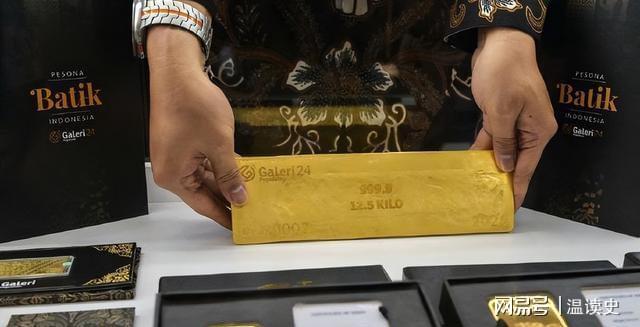 PESONA
Batik
INDONESIA
Galeri24
PESONA
Batik
INDONESIA
Galeri24
Galeri24
999.9
12.5 KILO
Galeri
网易号 | 温读史